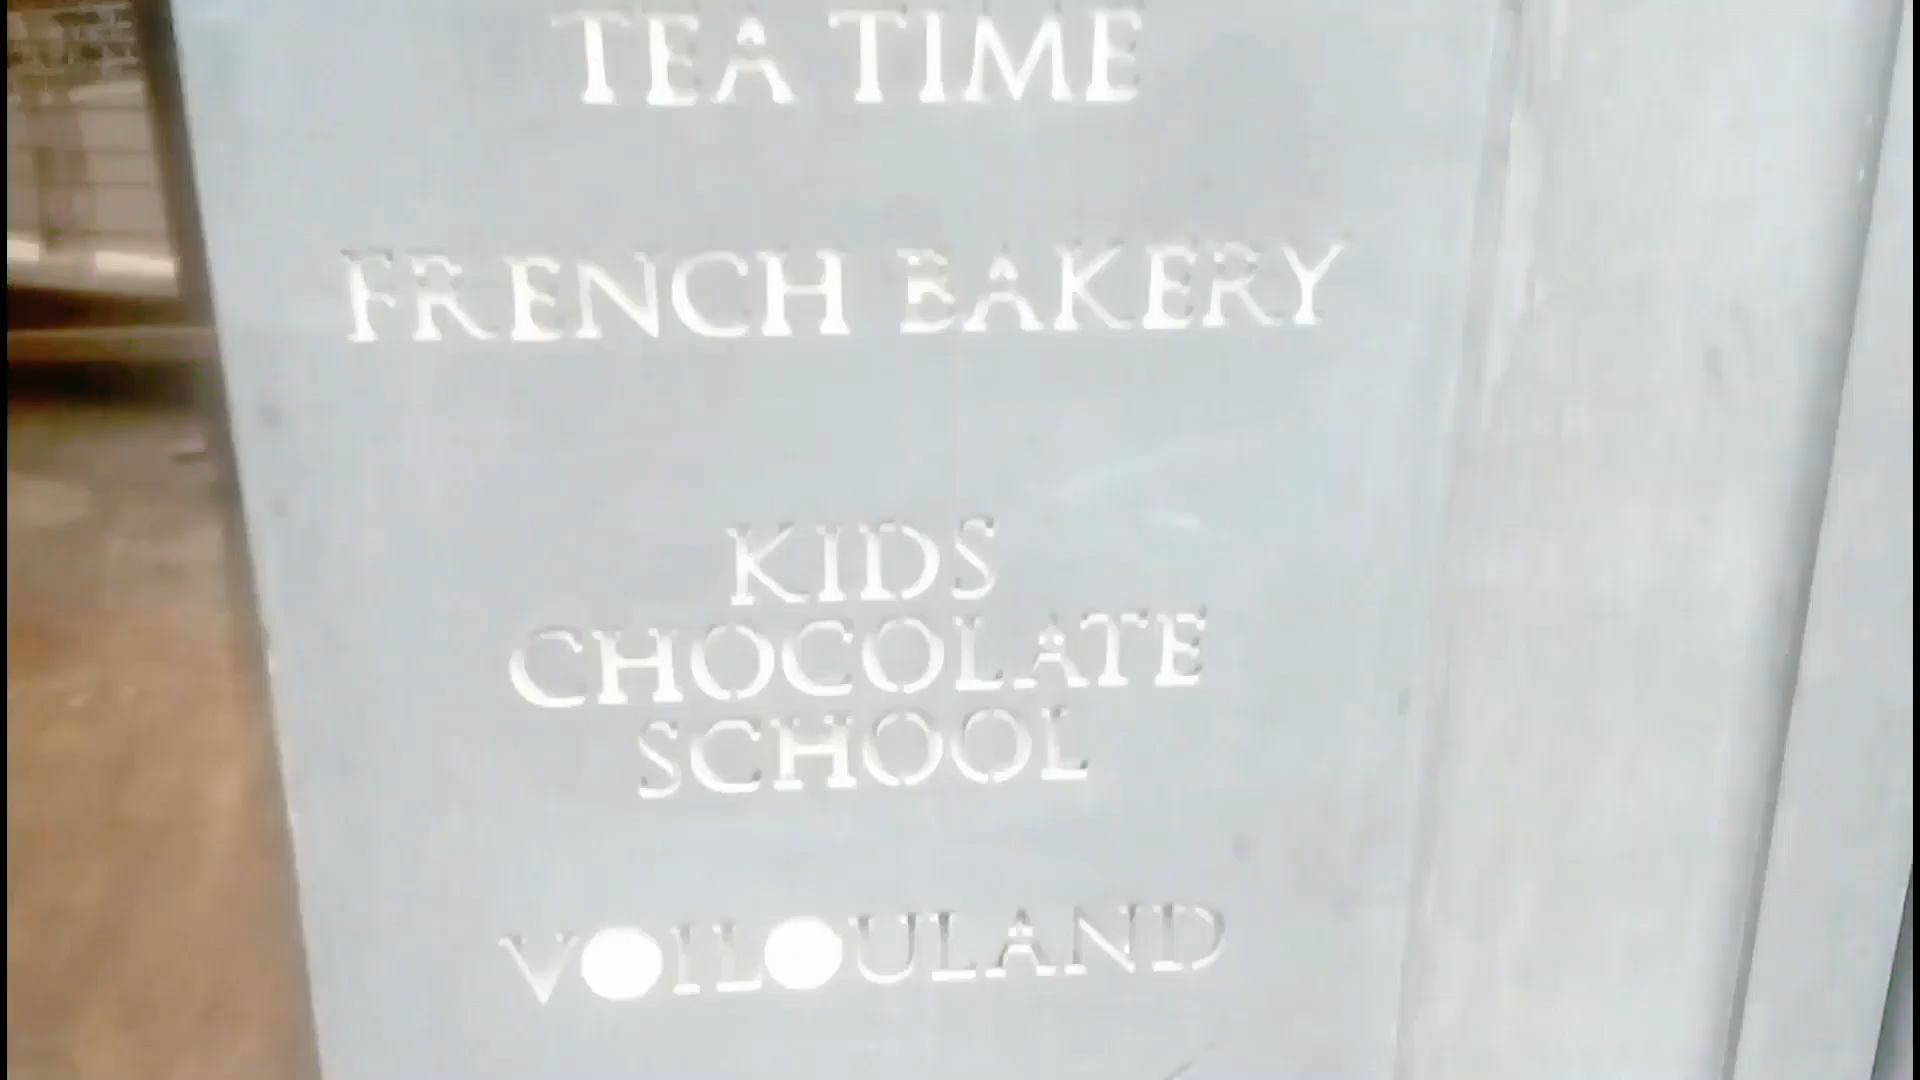 TEA TIME
FRENCH BAKERY
KIDS
CHOCOLATE
SCHOOL
VOILOULAND